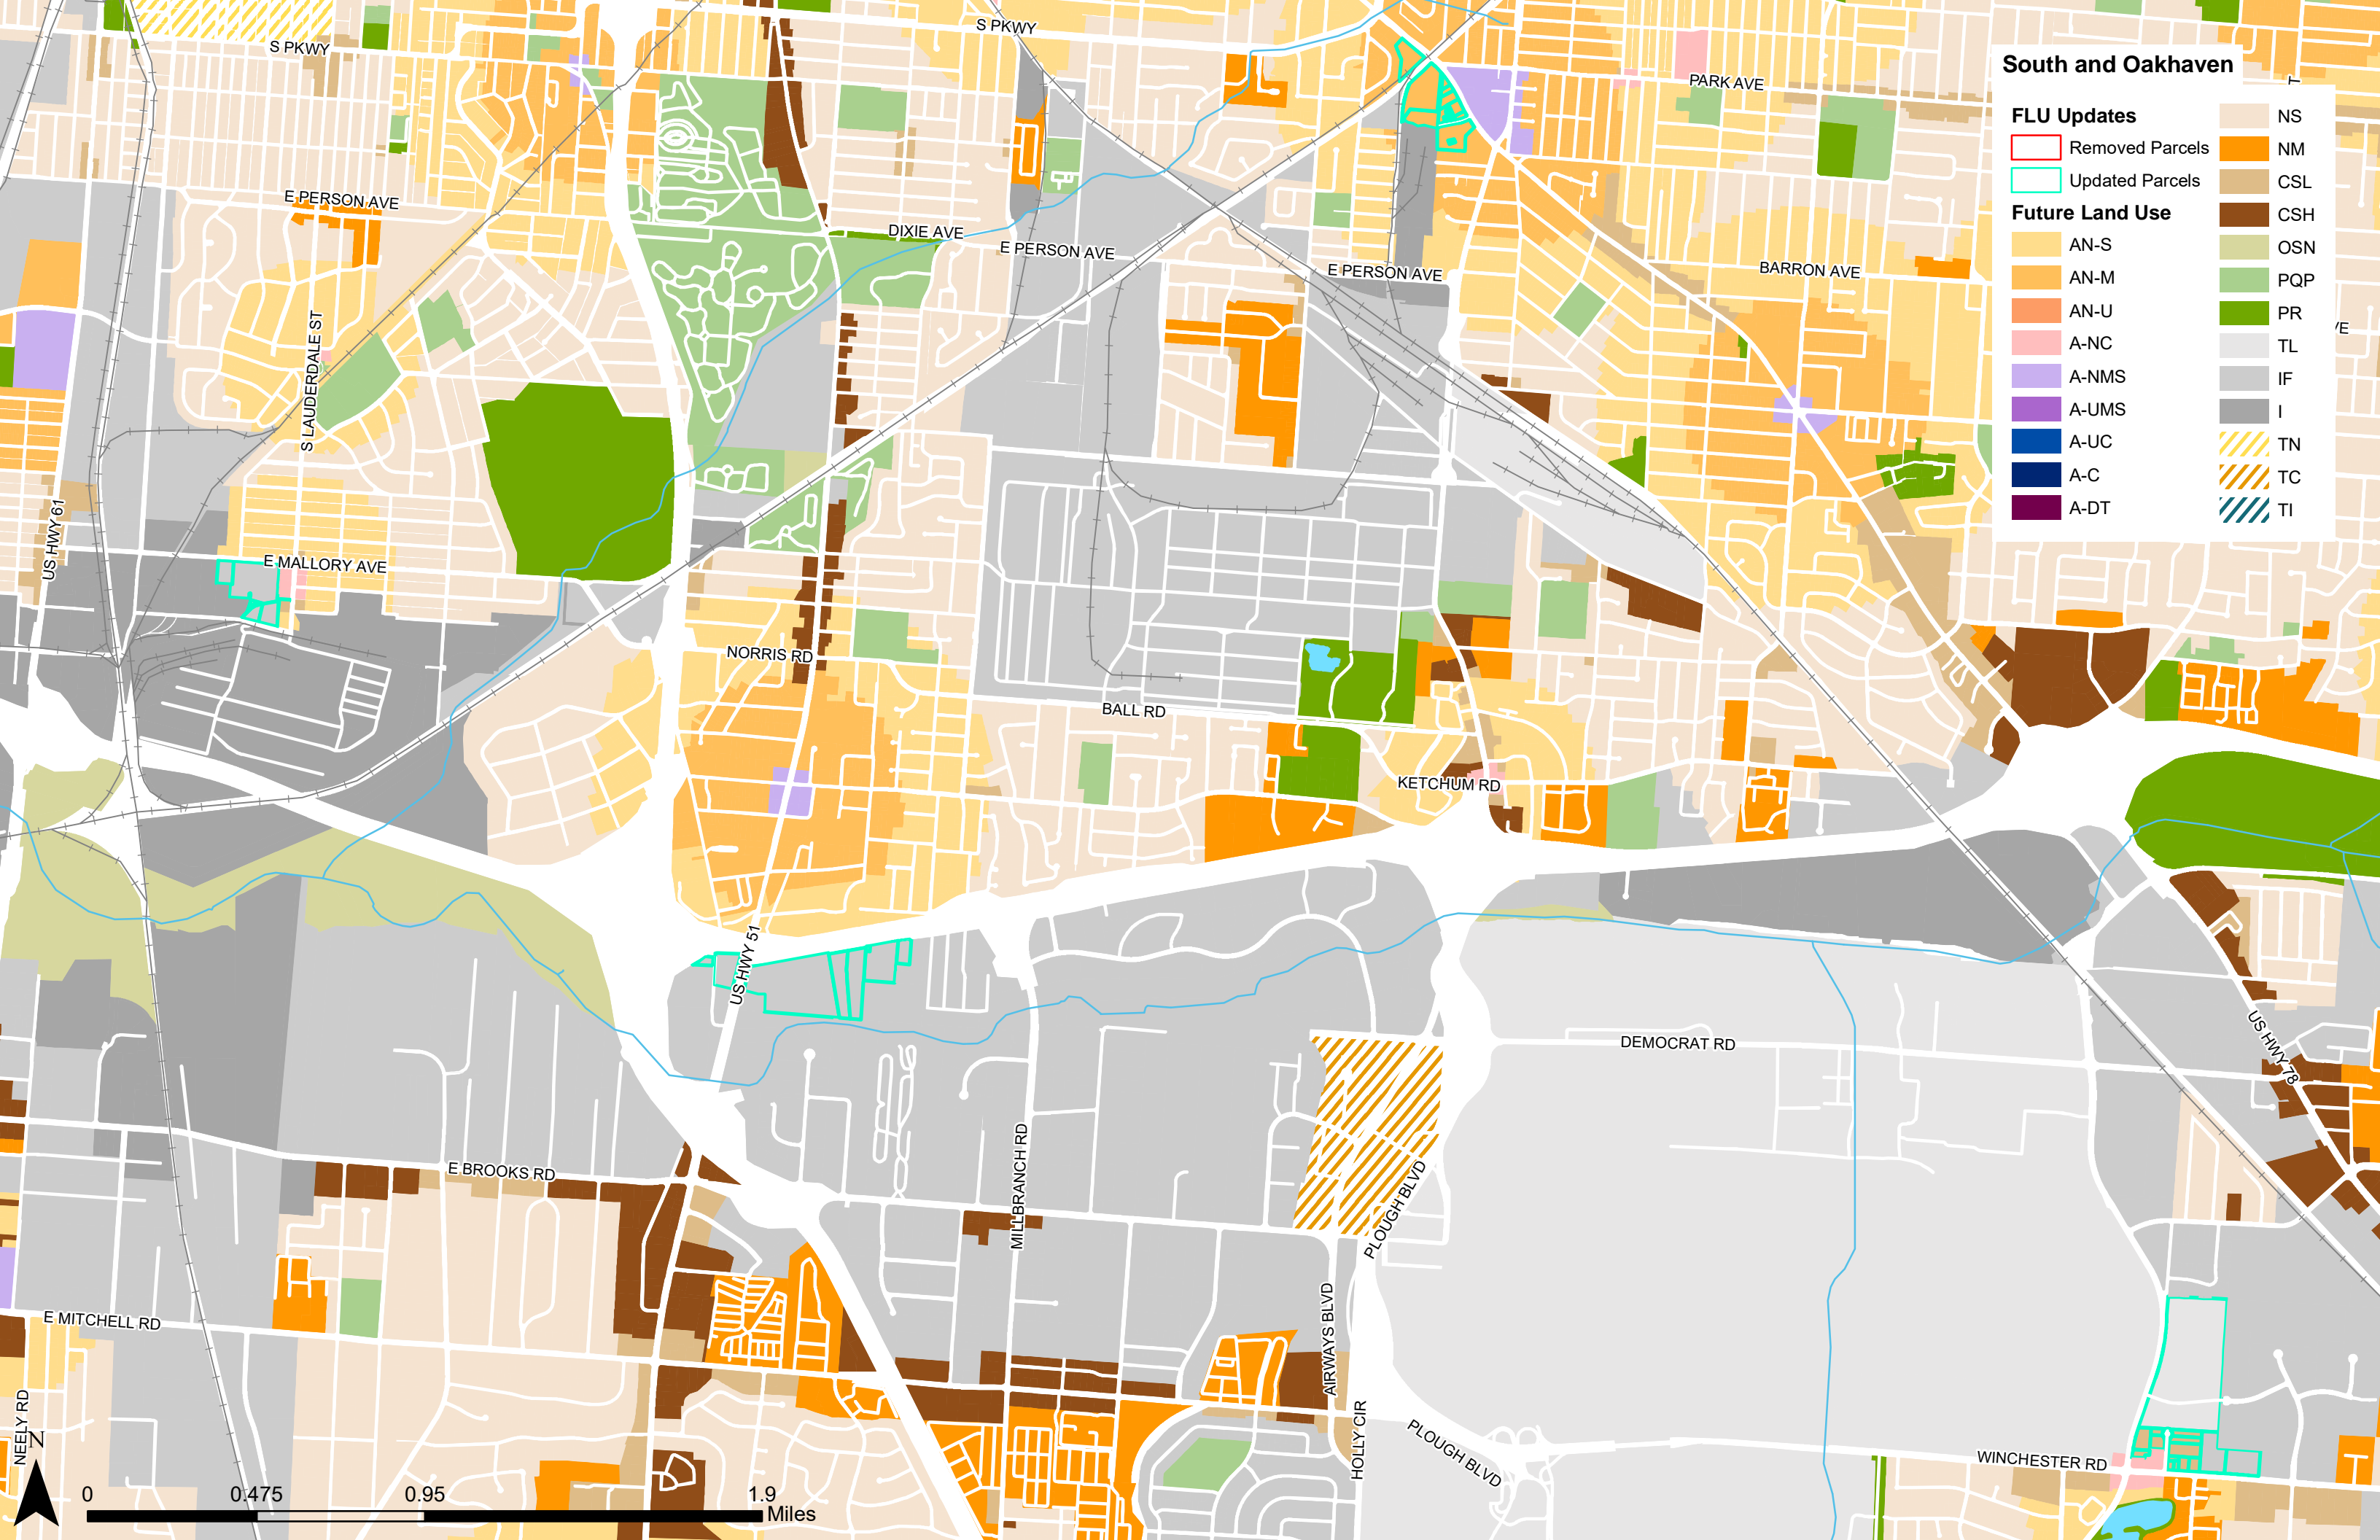 S PKWY
S PKWY
PARK AVE
South and Oakhaven
FLU Updates
Removed Parcels
Updated Parcels
Future Land Use
AN-S
AN-M
AN-U
A-NC
A-NMS
A-UMS
A-UC
A-C
A-DT
NS
NM
CSL
CSH
OSN
PQP
PR
TL
IF
I
TN
TC
TI
E PERSON AVE
DIXIE AVE
E PERSON AVE
E PERSON AVE
BARRON AVE
S LAUDERDALE ST
US HWY 61
E MALLORY AVE
NORRIS RD
BALL RD
KETCHUM RD
US HWY 51
DEMOCRAT RD
US HWY 78
E BROOKS RD
MILLBRANCH RD
PLOUGH BLVD
E MITCHELL RD
AIRWAYS BLVD
NEELY RD
HOLLY CIR
PLOUGH BLVD
WINCHESTER RD
N
0 0.475 0.95 1.9
Miles